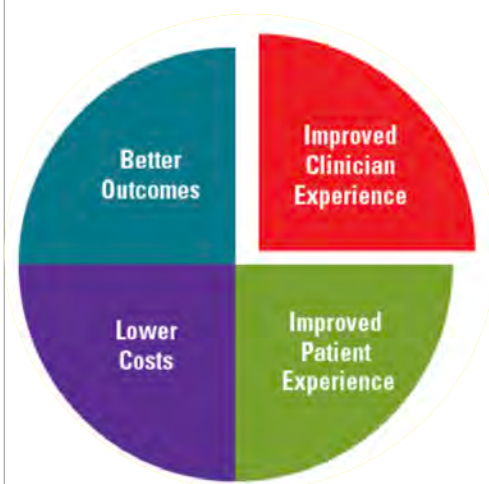 Better
Outcomes
Improved
Clinician
Experience
Lower
Costs
Improved
Patient
Experience